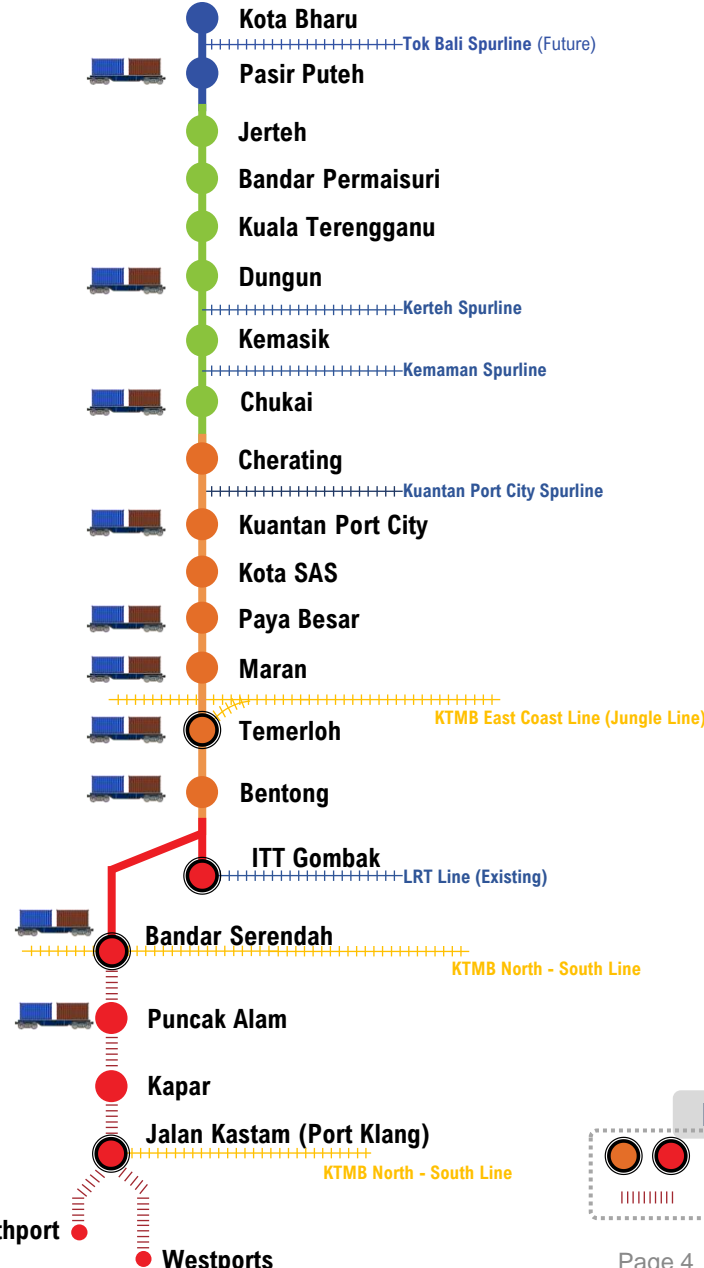 Kota Bharu
Tok Bali Spurline (Future)
Pasir Puteh
Jerteh
Bandar Permaisuri
Kuala Terengganu
Dungun
Kerteh Spurline
Kemasik
Kemaman Spurline
Chukai
Cherating
Kuantan Port City Spurline
Kuantan Port City
Kota SAS
Paya Besar
Maran
KTMB East Coast Line (Jungle Line)
Temerloh
Bentong
ITT Gombak
LRT Line (Existing)
Bandar Serendah
KTMB North - South Line
Puncak Alam
Kapar
Jalan Kastam (Port Klang)
KTMB North - South Line
thport
Westports
Page 4